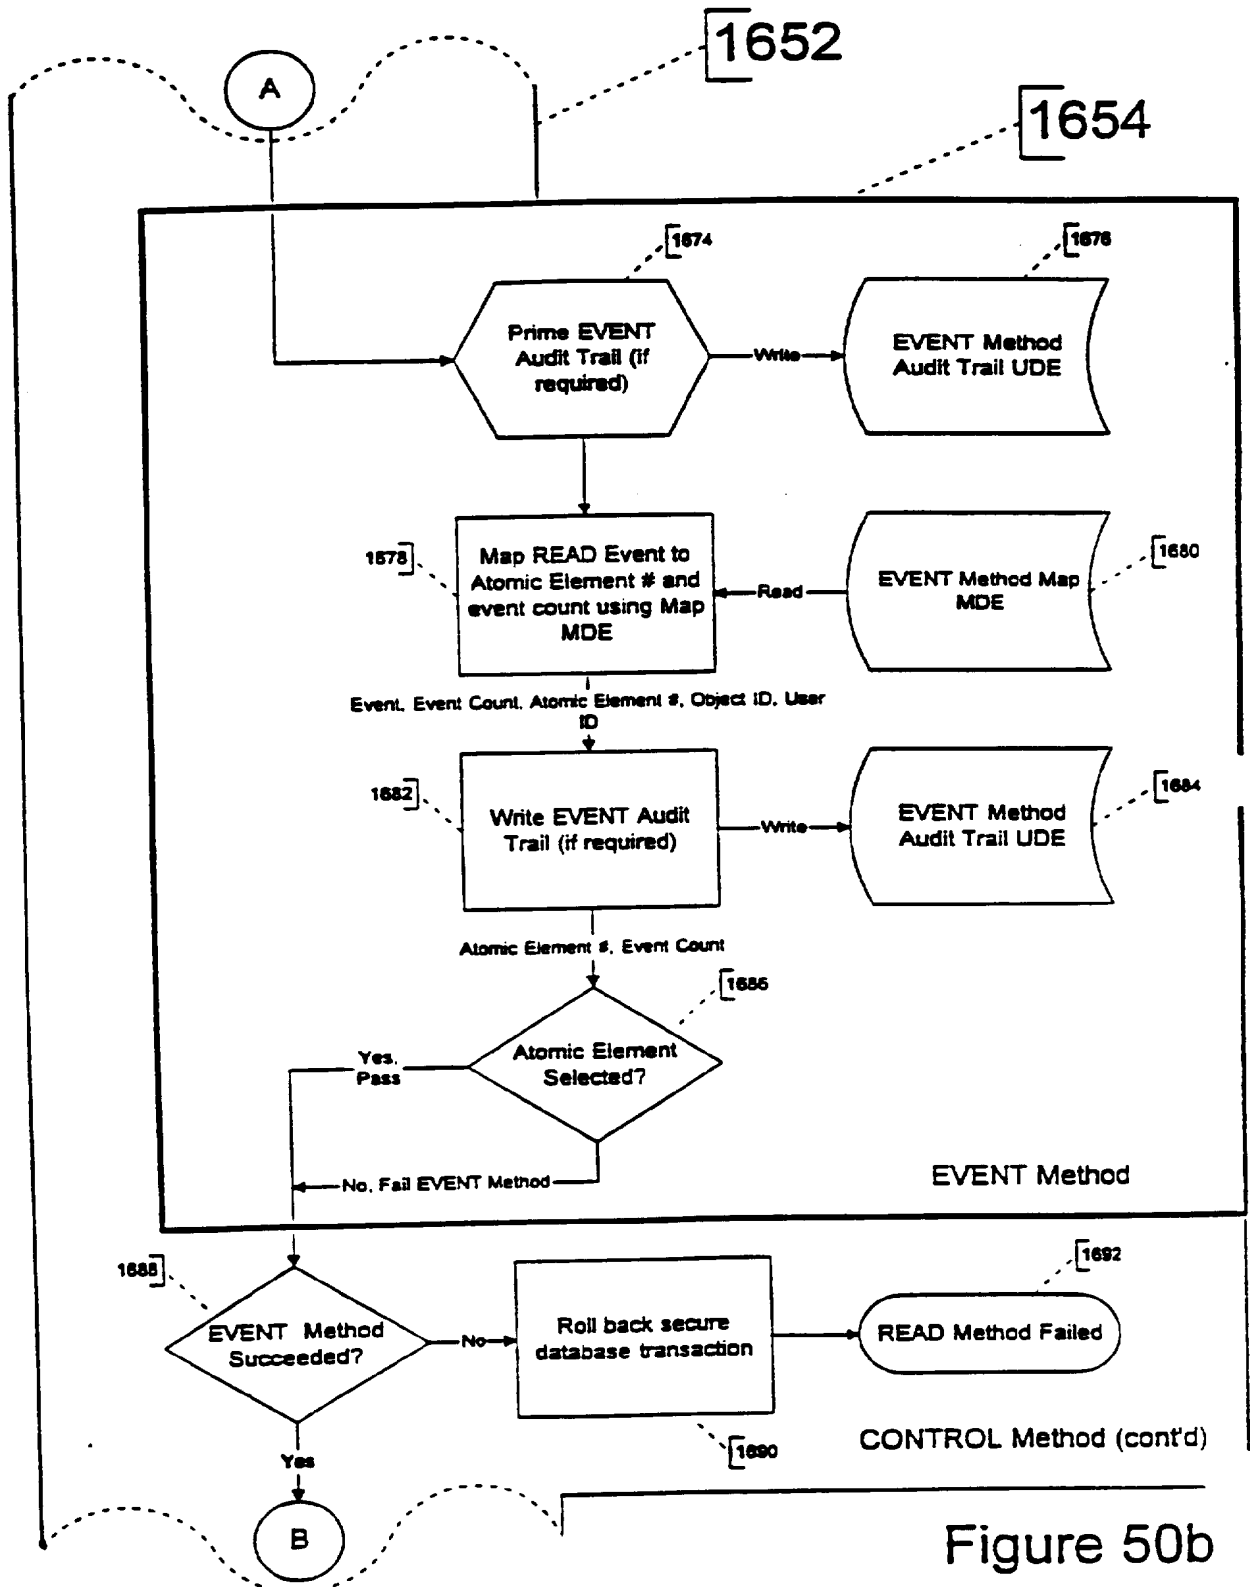 1652
A
1654
1674
1676
Prime EVENT
Audit Trail (if
required)
Write
EVENT Method
Audit Trail UDE
1678
Map READ Event to
Atomic Element # and
event count using Map
MDE
Read
EVENT Method Map
MDE
1680
Event, Event Count, Atomic Element #, Object ID, User
ID
1682
Write EVENT Audit
Trail (if required)
Write
EVENT Method
Audit Trail UDE
1684
Atomic Element #, Event Count
1686
Atomic Element
Selected?
Yes,
Pass
No, Fail EVENT Method
EVENT Method
1688
EVENT Method
Succeeded?
No
Roll back secure
database transaction
1692
READ Method Failed
1690
CONTROL Method (cont'd)
Yes
B
Figure 50b